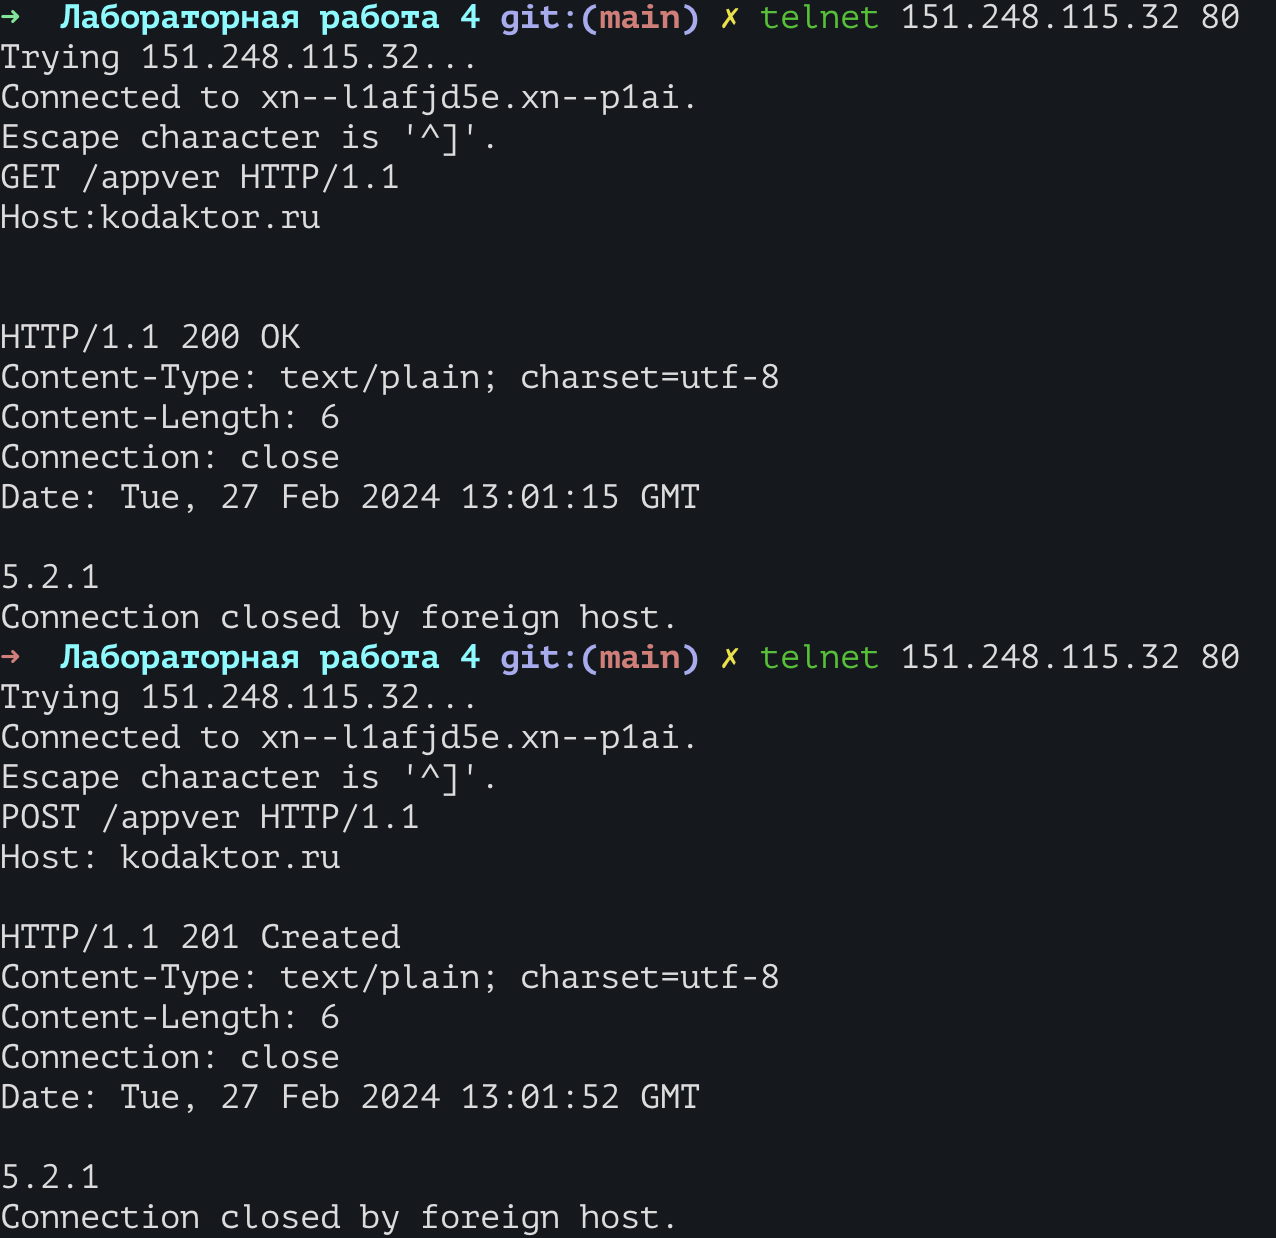 ➜  Лабораторная работа 4 git:(main) ✗ telnet 151.248.115.32 80
Trying 151.248.115.32...
Connected to xn--l1afjd5e.xn--p1ai.
Escape character is '^]'.
GET /appver HTTP/1.1
Host:kodaktor.ru
HTTP/1.1 200 OK
Content-Type: text/plain; charset=utf-8
Content-Length: 6
Connection: close
Date: Tue, 27 Feb 2024 13:01:15 GMT
5.2.1
Connection closed by foreign host.
➜  Лабораторная работа 4 git:(main) ✗ telnet 151.248.115.32 80
Trying 151.248.115.32...
Connected to xn--l1afjd5e.xn--p1ai.
Escape character is '^]'.
POST /appver HTTP/1.1
Host: kodaktor.ru
HTTP/1.1 201 Created
Content-Type: text/plain; charset=utf-8
Content-Length: 6
Connection: close
Date: Tue, 27 Feb 2024 13:01:52 GMT
5.2.1
Connection closed by foreign host.